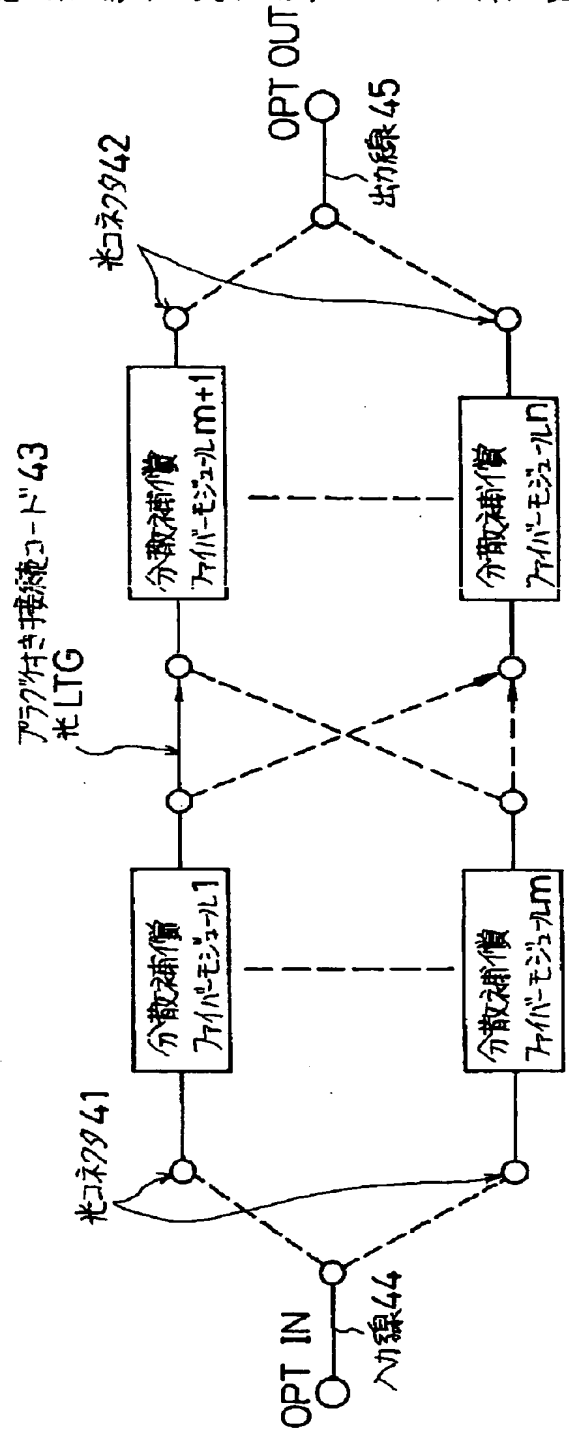 プラグ付き接続コード43
光LTG
光コネクタ41
分散補償
ファイバーモジュール1
分散補償
ファイバーモジュールm+1
光コネクタ42
OPT IN
入力線44
OPT OUT
出力線45
分散補償
ファイバーモジュールm
分散補償
ファイバーモジュールn